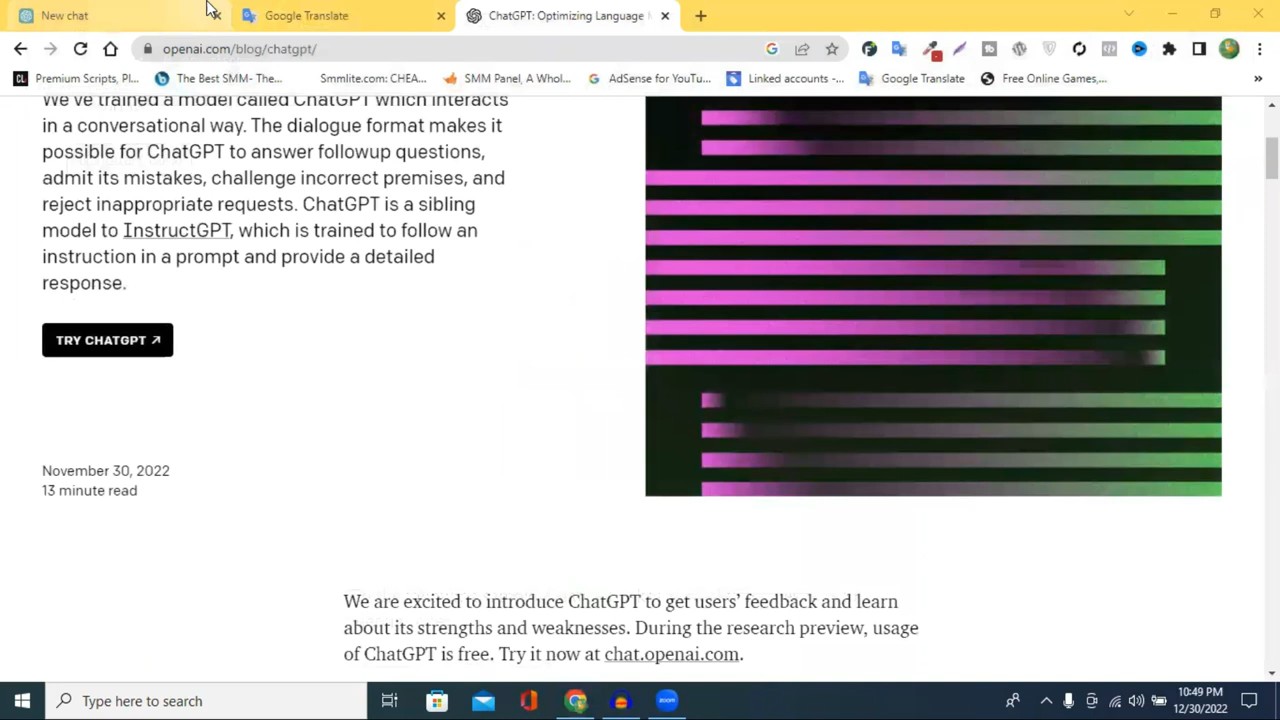 New chat
Google Translate
ChatGPT: Optimizing Language
openai.com/blog/chatgpt/
Premium Scripts, Pl...
The Best SMM- The...
Smmlite.com: CHEA...
SMM Panel, A Whol...
AdSense for YouTu...
Linked accounts -...
Google Translate
Free Online Games,...
We've trained a model called ChatGPT which interacts
in a conversational way. The dialogue format makes it
possible for ChatGPT to answer followup questions,
admit its mistakes, challenge incorrect premises, and
reject inappropriate requests. ChatGPT is a sibling
model to InstructGPT, which is trained to follow an
instruction in a prompt and provide a detailed
response.
TRY CHATGPT ↗
November 30, 2022
13 minute read
We are excited to introduce ChatGPT to get users' feedback and learn
about its strengths and weaknesses. During the research preview, usage
of ChatGPT is free. Try it now at chat.openai.com.
Type here to search
zoom
10:49 PM
12/30/2022